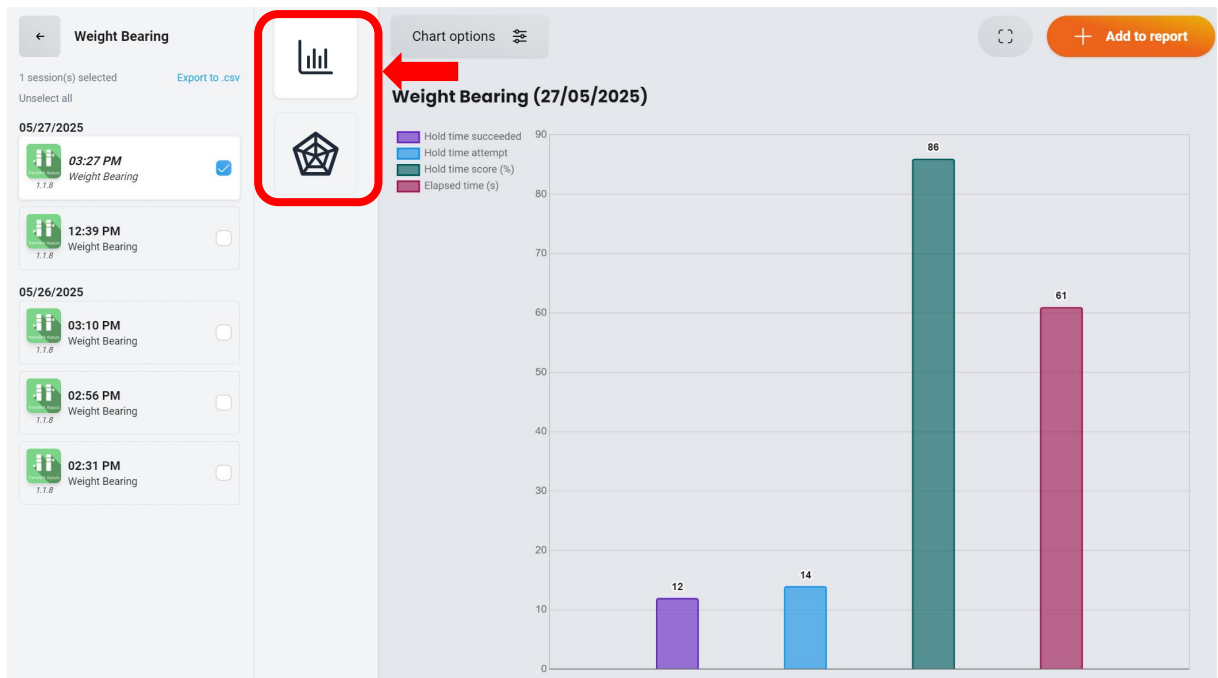 Weight Bearing
1 session(s) selected
Export to .csv
Unselect all
05/27/2025
03:27 PM
Weight Bearing
1.1.8
12:39 PM
Weight Bearing
1.1.8
05/26/2025
03:10 PM
Weight Bearing
1.1.8
02:56 PM
Weight Bearing
1.1.8
02:31 PM
Weight Bearing
1.1.8
Chart options
Add to report
Weight Bearing (27/05/2025)
Hold time succeeded
Hold time attempt
Hold time score (%)
Elapsed time (s)
90
80
70
60
50
40
30
20
10
0
12
14
86
61